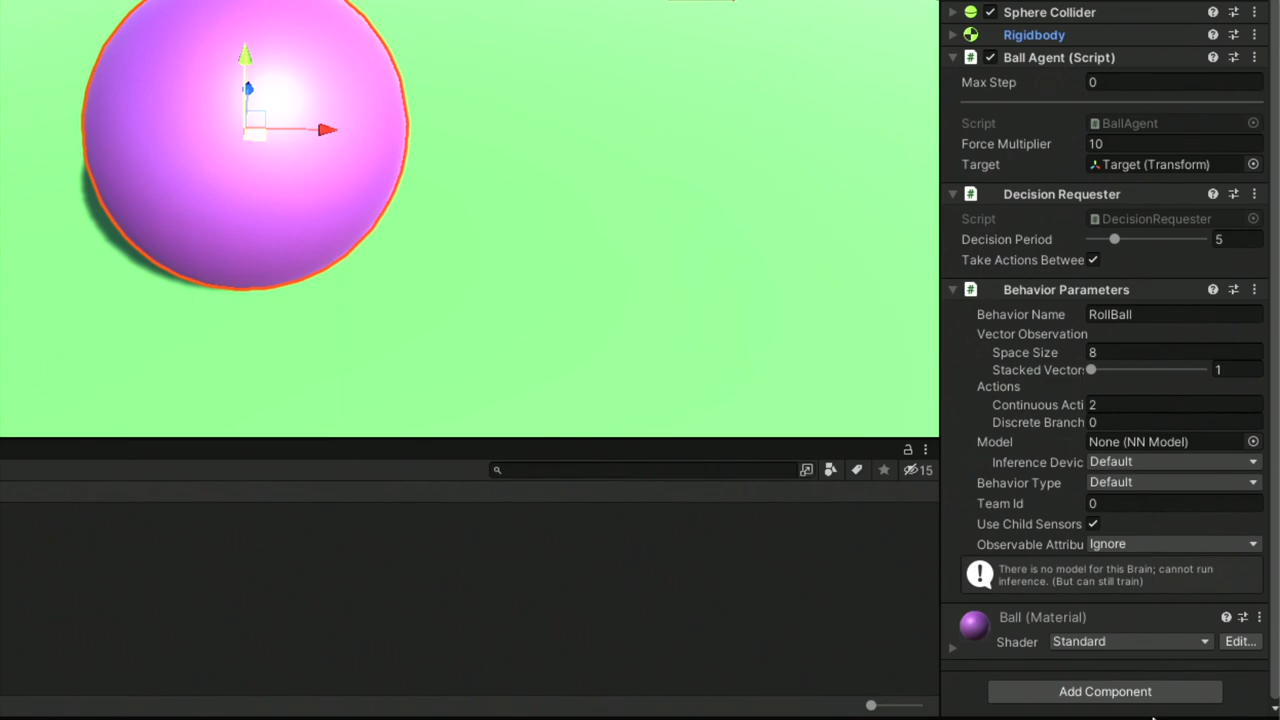 Sphere Collider
Rigidbody
# Ball Agent (Script)
Max Step 0
Script BallAgent
Force Multiplier 10
Target Target (Transform)
# Decision Requester
Script DecisionRequester
Decision Period 5
Take Actions Betwee
# Behavior Parameters
Behavior Name RollBall
Vector Observation
Space Size 8
Stacked Vector 1
Actions
Continuous Acti 2
Discrete Branch 0
Model None (NN Model)
Inference Devic Default
Behavior Type Default
Team Id 0
Use Child Sensors
Observable Attribu Ignore
There is no model for this Brain; cannot run
inference. (But can still train)
Ball (Material)
Shader Standard Edit...
Add Component
15